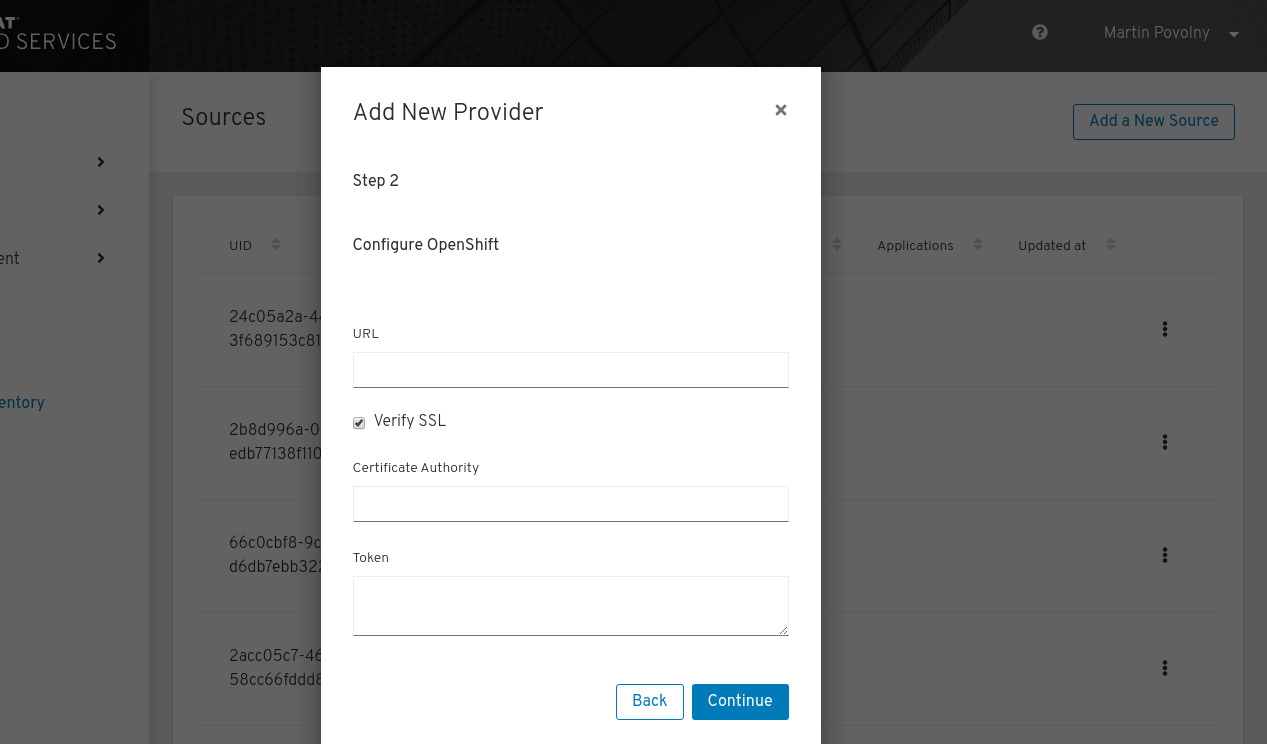 AT
D SERVICES
Martin Povolny
Sources
Add a New Source
Add New Provider
Step 2
Configure OpenShift
URL
Verify SSL
Certificate Authority
Token
Back
Continue
ent
entory
UID
Applications
Updated at
24c05a2a-44
3f689153c81
2b8d996a-0
edb77138f110
66c0cbf8-9c
d6db7ebb322
2acc05c7-46
58cc66fddd8